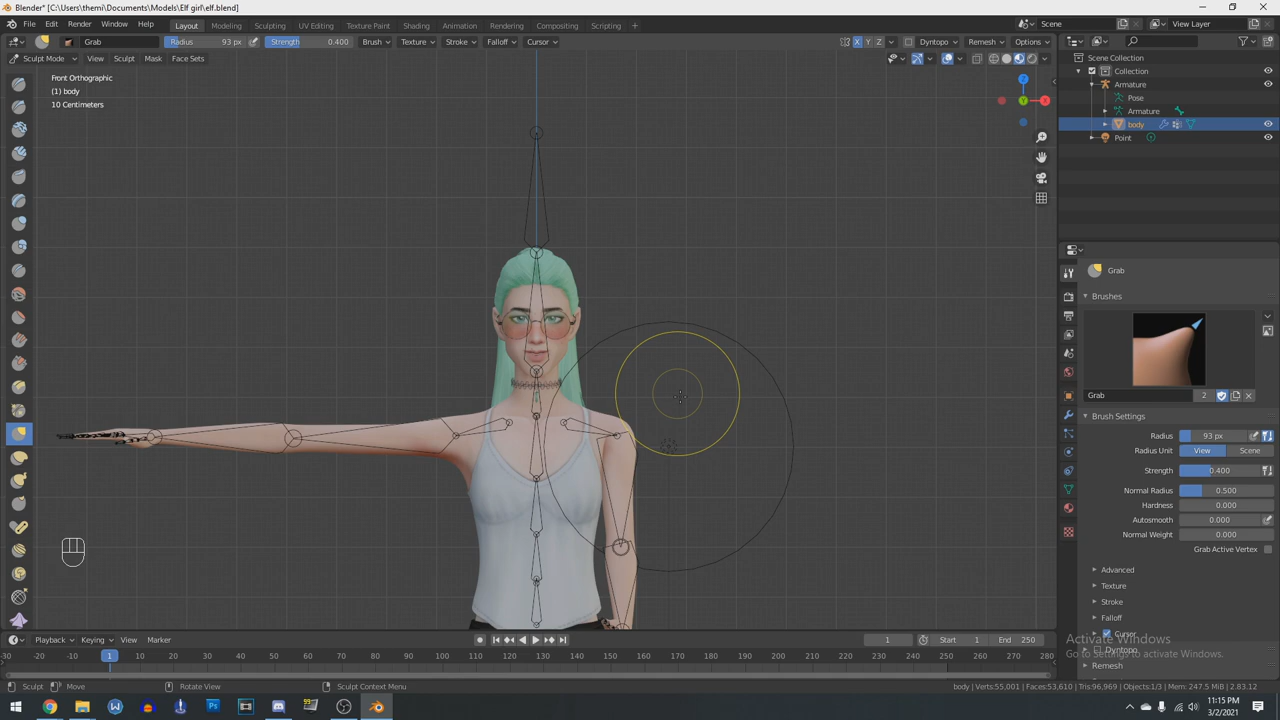 Blender* [C:\Users\themi\Documents\Models\Elf girl\elf.blend]
File Edit Render Window Help Layout Modeling Sculpting UV Editing Texture Paint Shading Animation Rendering Compositing Scripting + Scene View Layer
Grab Radius 93 px Strength 0.400 Brush Texture Stroke Falloff Cursor X Y Z Dyntopo Remesh Options
Sculpt Mode View Sculpt Mask Face Sets
Scene Collection
Collection
Armature
Pose
Armature
body
Point
Front Orthographic
(1) body
10 Centimeters
Z
Y
X
Grab
Brushes
Grab 2
Brush Settings
Radius 93 px
Radius Unit View Scene
Strength 0.400
Normal Radius 0.500
Hardness 0.000
Autosmooth 0.000
Normal Weight 0.000
Grab Active Vertex
Advanced
Texture
Stroke
Falloff
Cursor
Dyntopo
Remesh
Activate Windows
Go to Settings to activate Windows.
Playback Keying View Marker 1 Start 1 End 250
-30 -20 -10 1 10 20 30 40 50 60 70 80 90 100 110 120 130 140 150 160 170 180 190 200 210 220 230 240 250 260 270 280
Sculpt Move Rotate View Sculpt Context Menu body | Verts:55,001 | Faces:53,610 | Tris:96,969 | Objects:1/3 | Mem: 247.5 MiB | 2.83.12
11:15 PM
3/2/2021